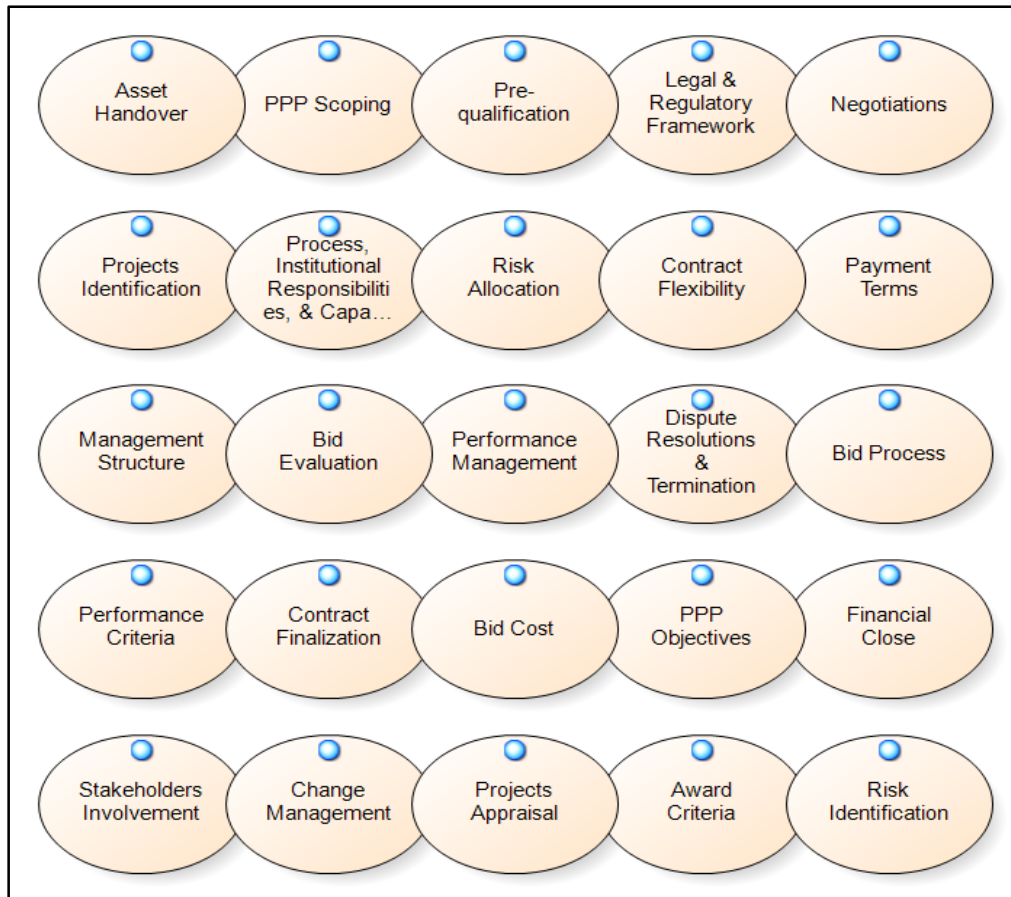 Asset
Handover
PPP Scoping
Pre-
qualification
Legal &
Regulatory
Framework
Negotiations
Projects
Identification
Process,
Institutional
Responsibiliti
es, & Capa...
Risk
Allocation
Contract
Flexibility
Payment
Terms
Management
Structure
Bid
Evaluation
Performance
Management
Dispute
Resolutions
&
Termination
Bid Process
Performance
Criteria
Contract
Finalization
Bid Cost
PPP
Objectives
Financial
Close
Stakeholders
Involvement
Change
Management
Projects
Appraisal
Award
Criteria
Risk
Identification